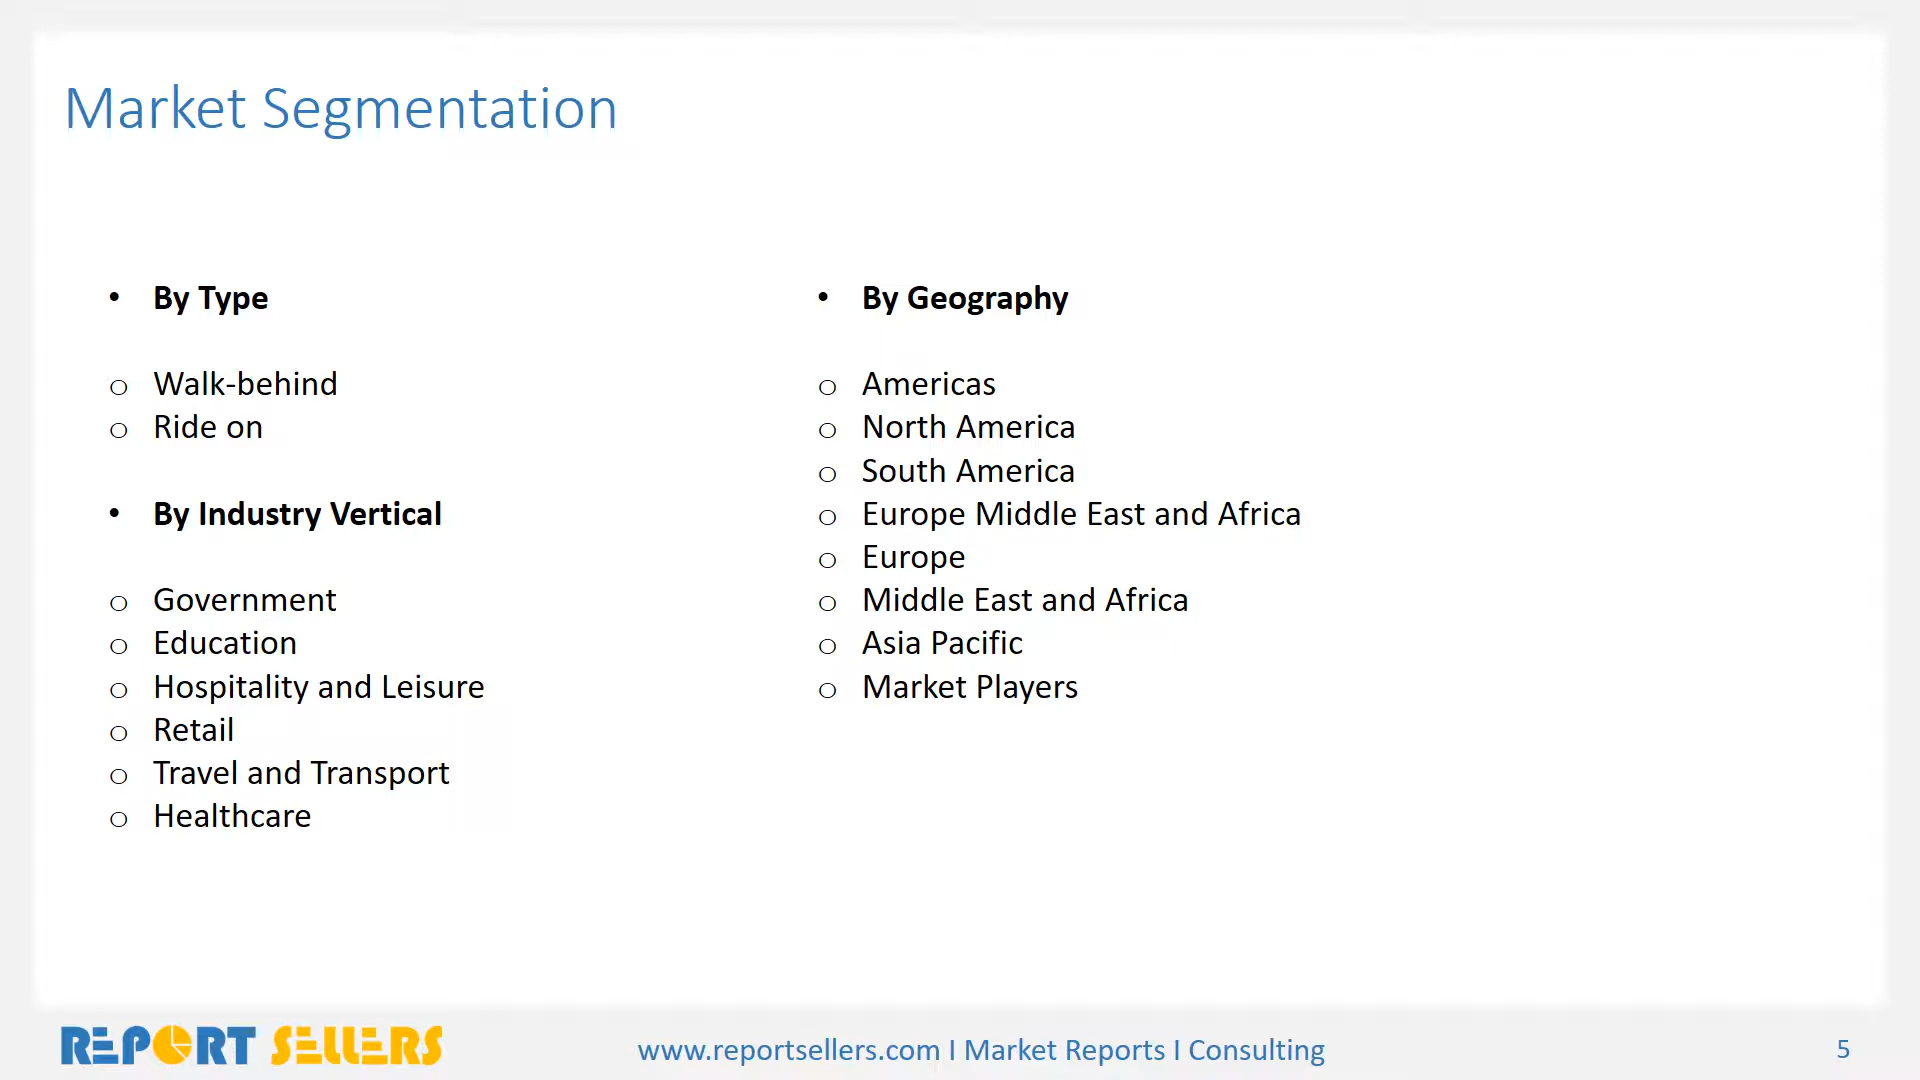 Market Segmentation
• By Type
o Walk-behind
o Ride on
• By Industry Vertical
o Government
o Education
o Hospitality and Leisure
o Retail
o Travel and Transport
o Healthcare
• By Geography
o Americas
o North America
o South America
o Europe Middle East and Africa
o Europe
o Middle East and Africa
o Asia Pacific
o Market Players
REPORT SELLERS
www.reportsellers.com I Market Reports I Consulting
5